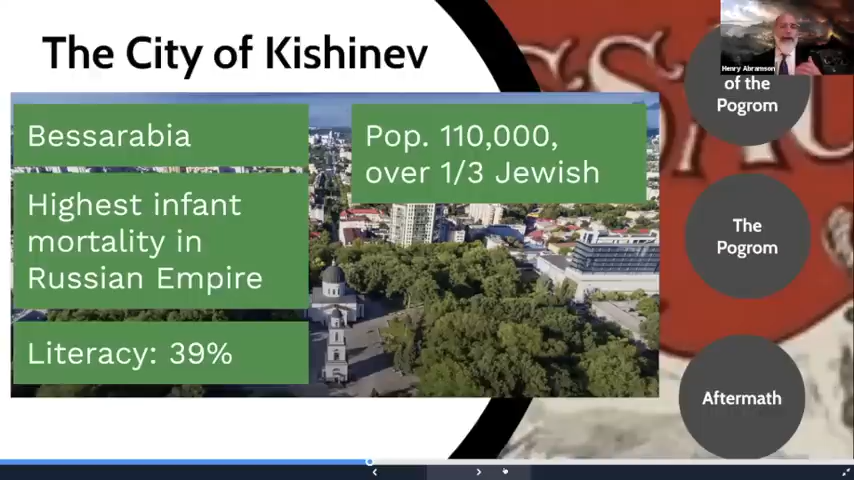 The City of Kishinev
Bessarabia
Highest infant
mortality in
Russian Empire
Literacy: 39%
Pop. 110,000,
over 1/3 Jewish
Henry Abramson
of the
Pogrom
The
Pogrom
Aftermath